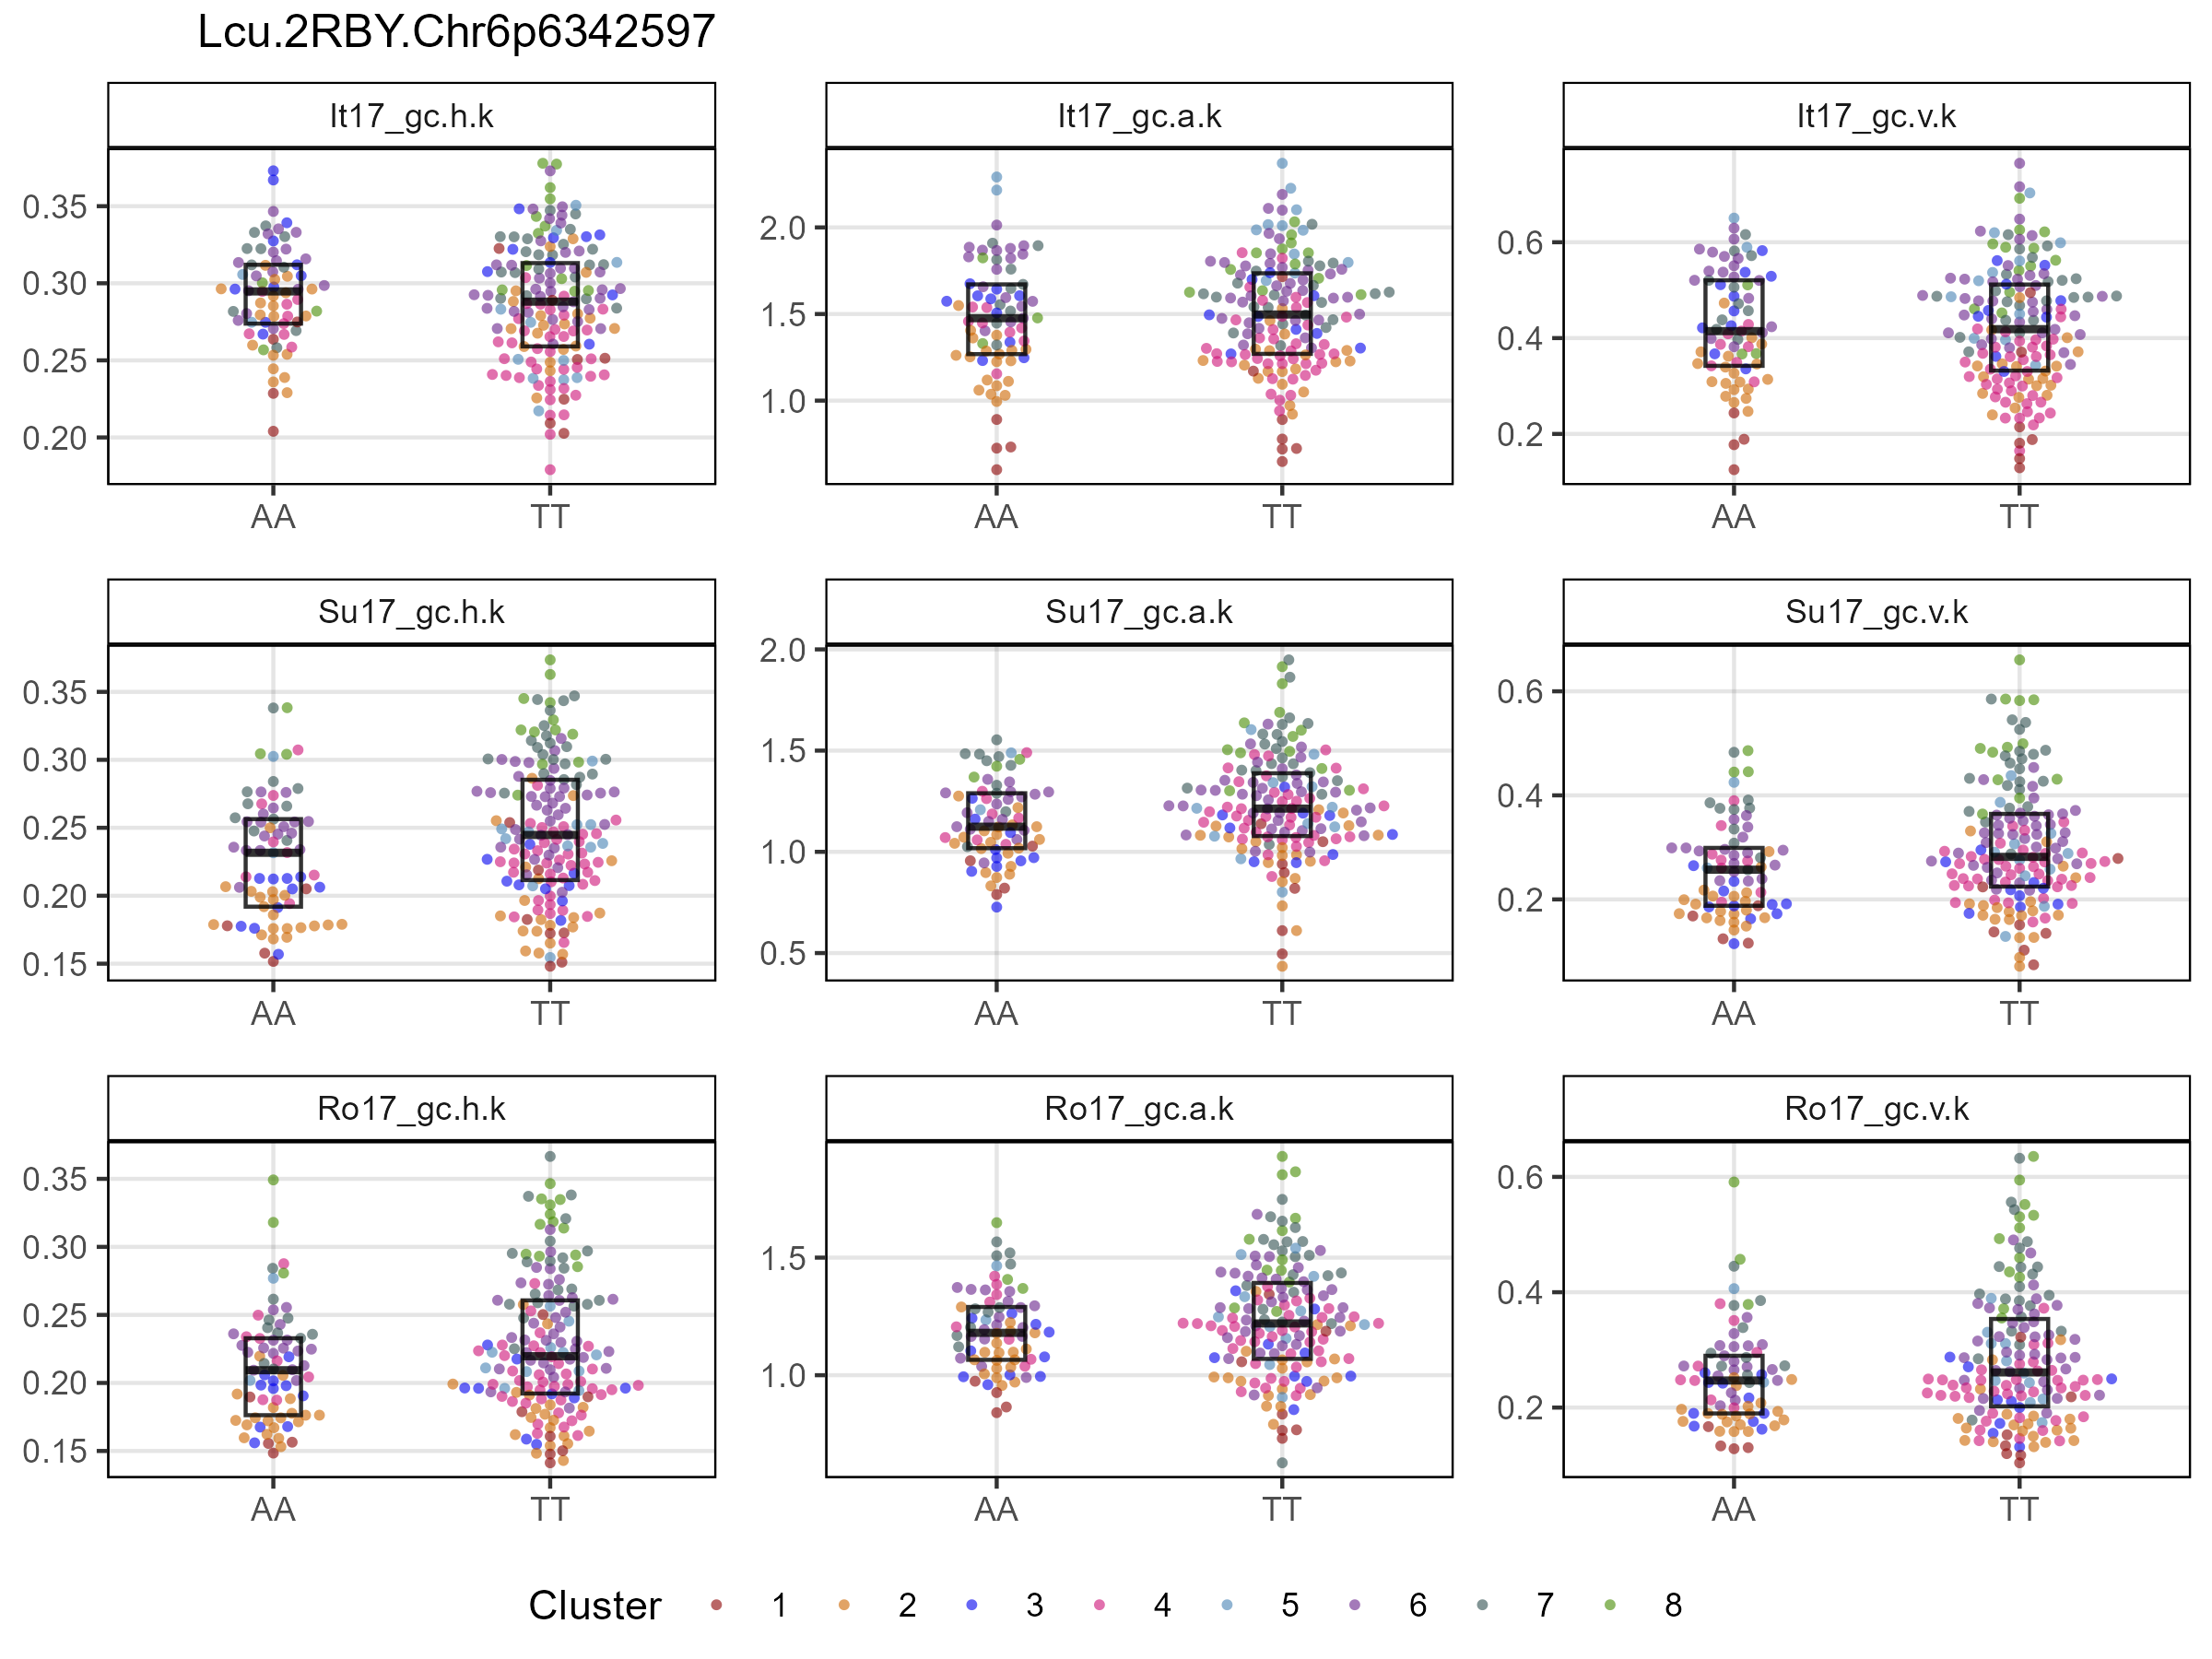 Lcu.2RBY.Chr6p6342597
It17_gc.h.k
It17_gc.a.k
It17_gc.v.k
0.35
0.30
0.25
0.20
AA
TT
2.0
1.5
1.0
AA
TT
0.6
0.4
0.2
AA
TT
Su17_gc.h.k
Su17_gc.a.k
Su17_gc.v.k
0.35
0.30
0.25
0.20
0.15
AA
TT
2.0
1.5
1.0
0.5
AA
TT
0.6
0.4
0.2
AA
TT
Ro17_gc.h.k
Ro17_gc.a.k
Ro17_gc.v.k
0.35
0.30
0.25
0.20
0.15
AA
TT
1.5
1.0
AA
TT
0.6
0.4
0.2
AA
TT
Cluster 1 2 3 4 5 6 7 8